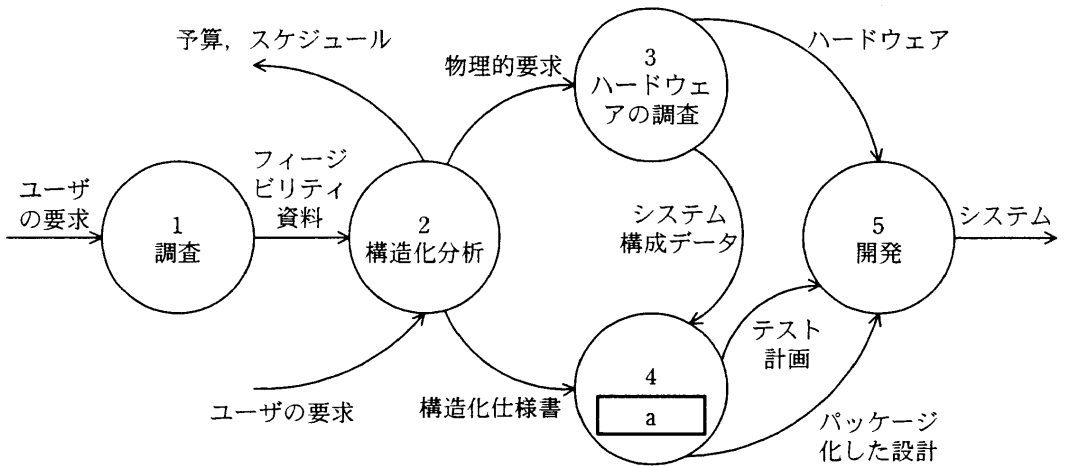 予算，スケジュール
物理的要求
3
ハードウェ
アの調査
ハードウェア
ユーザ
の要求
1
調査
フィージ
ビリティ
資料
2
構造化分析
システム
構成データ
5
開発
システム
テスト
計画
ユーザの要求
構造化仕様書
4
a
パッケージ
化した設計